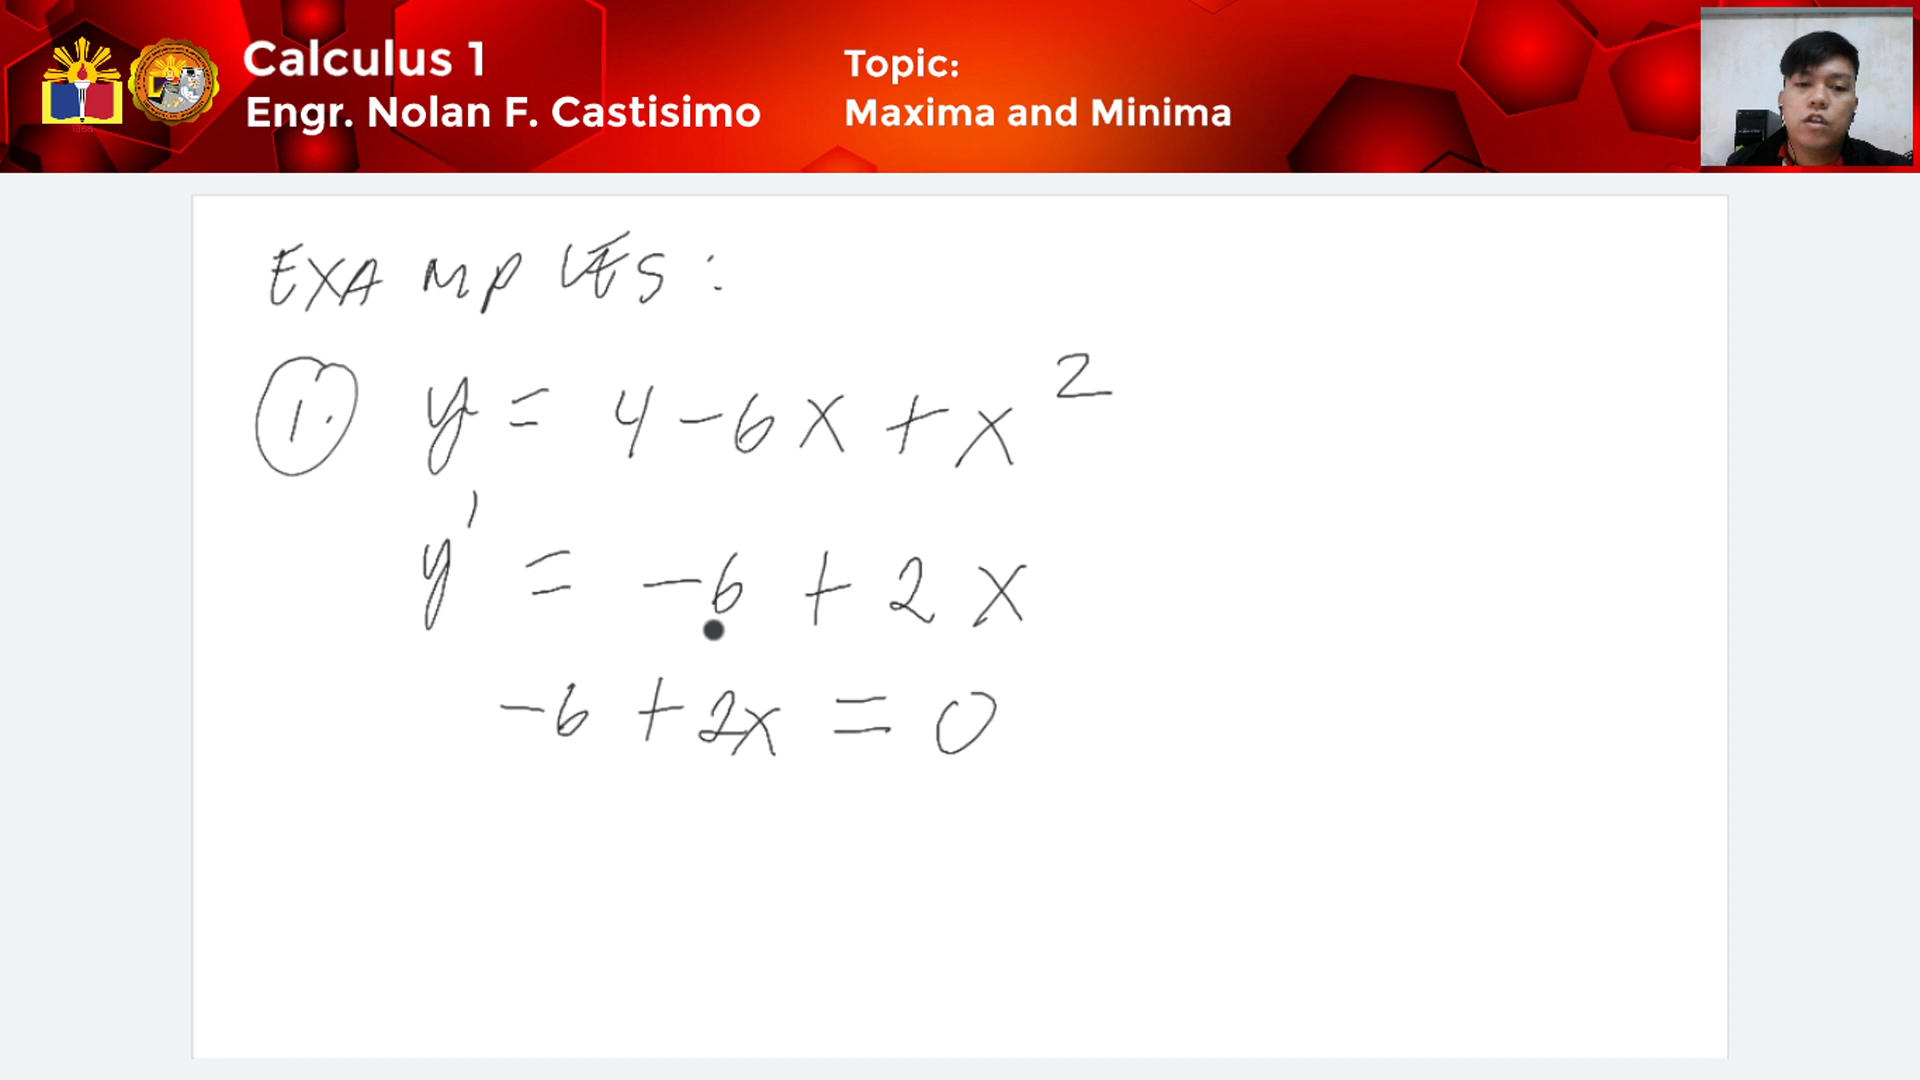 Calculus 1
Engr. Nolan F. Castisimo
Topic:
Maxima and Minima
EXAMPLES:
1. y = 4 - 6x + x²
y' = -6 + 2x
-6 + 2x = 0